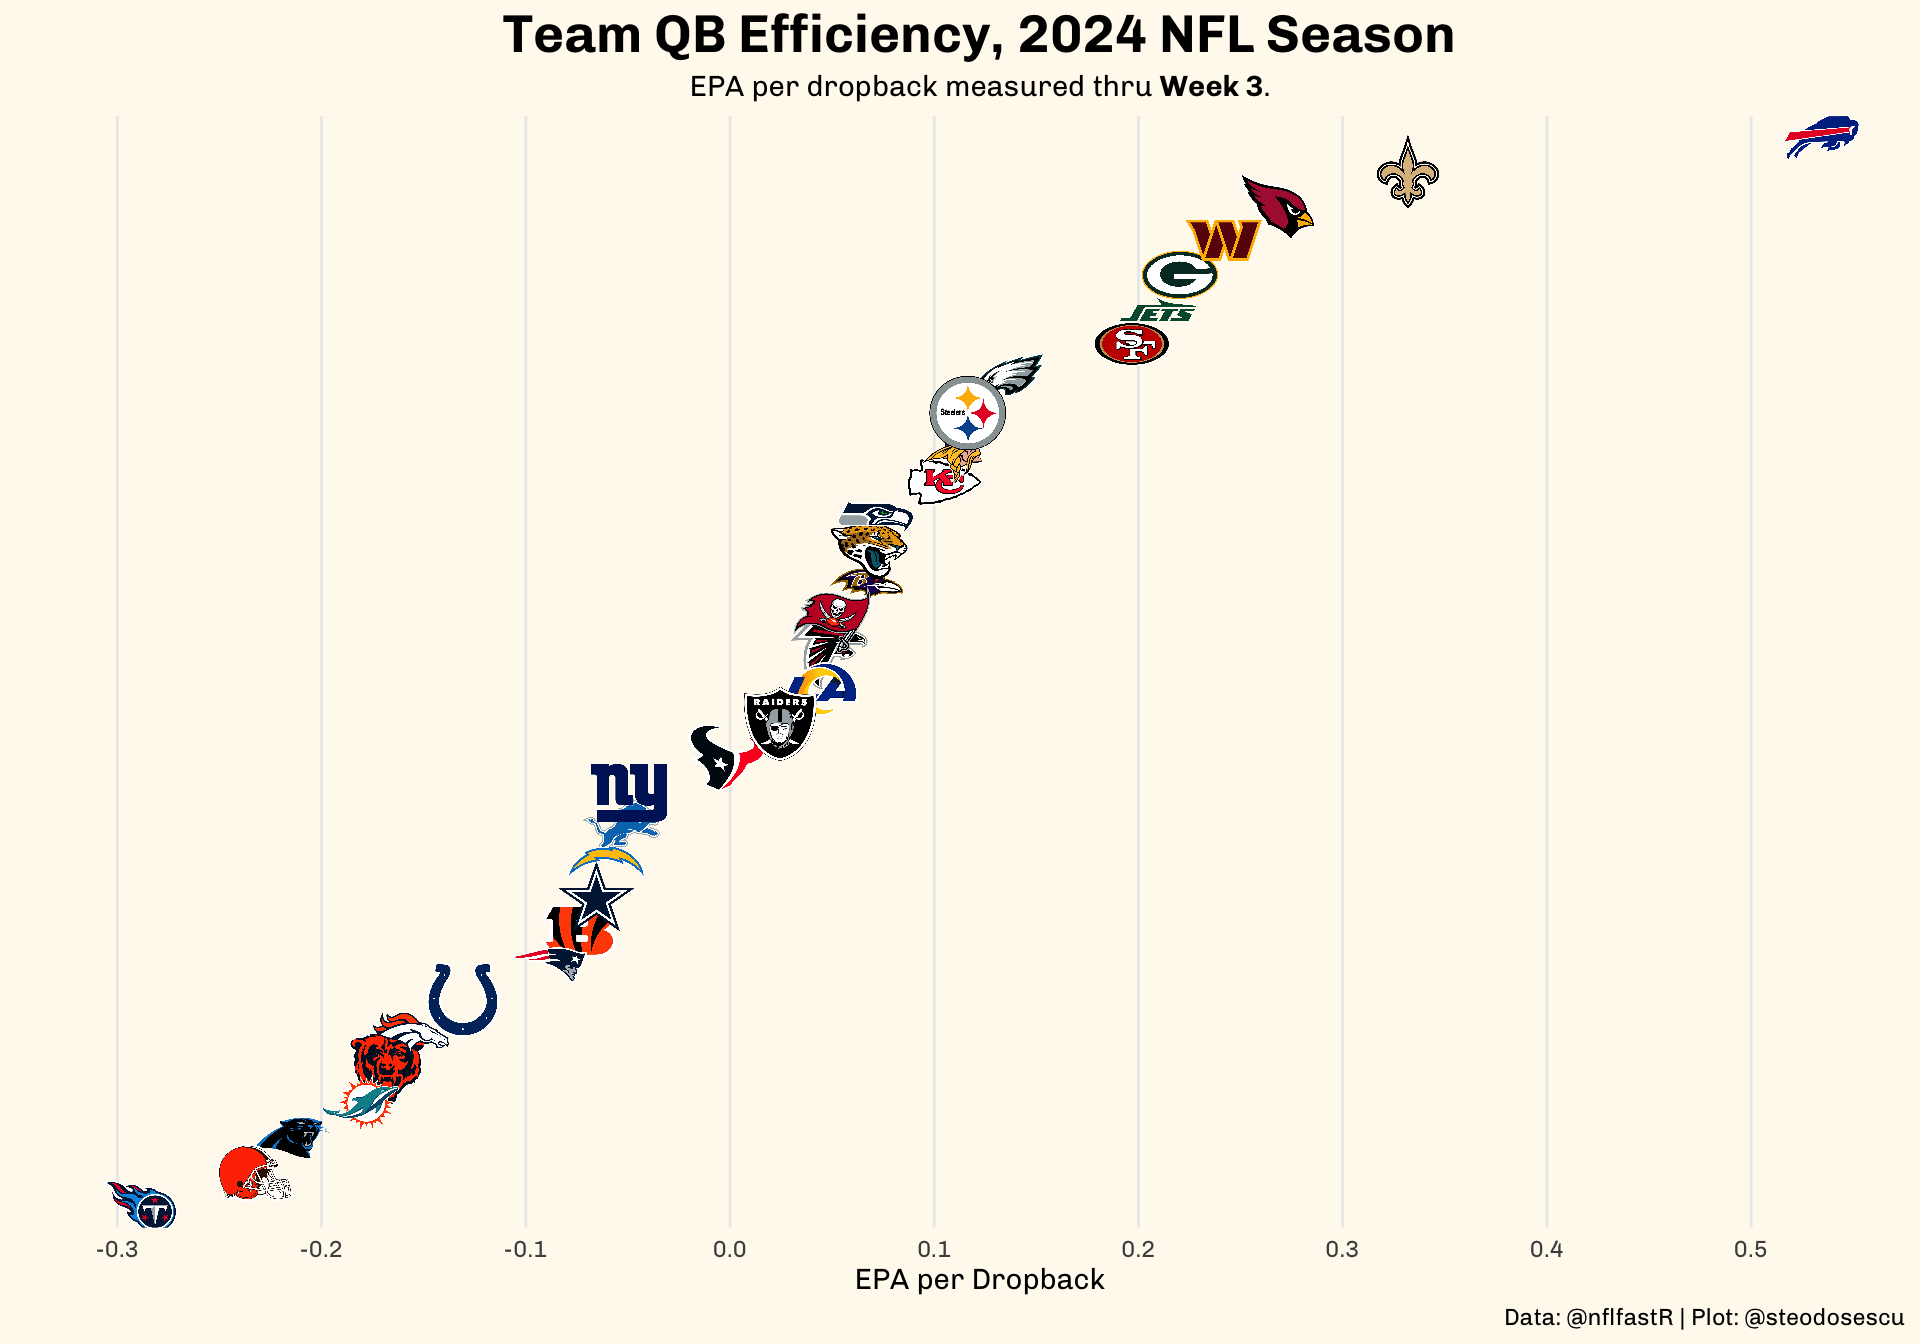 Team QB Efficiency, 2024 NFL Season
EPA per dropback measured thru Week 3.
W
G
JETS
SF
Steelers
KC
B
RAIDERS
ny
T
-0.3 -0.2 -0.1 0.0 0.1 0.2 0.3 0.4 0.5
EPA per Dropback
Data: @nflfastR | Plot: @steodosescu